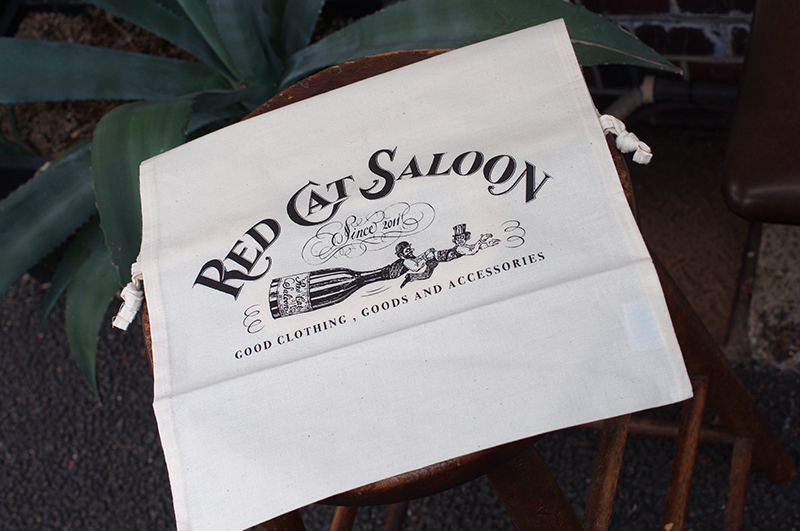 RED CAT SALOON
Since 2011
GOOD CLOTHING , GOODS AND ACCESSORIES